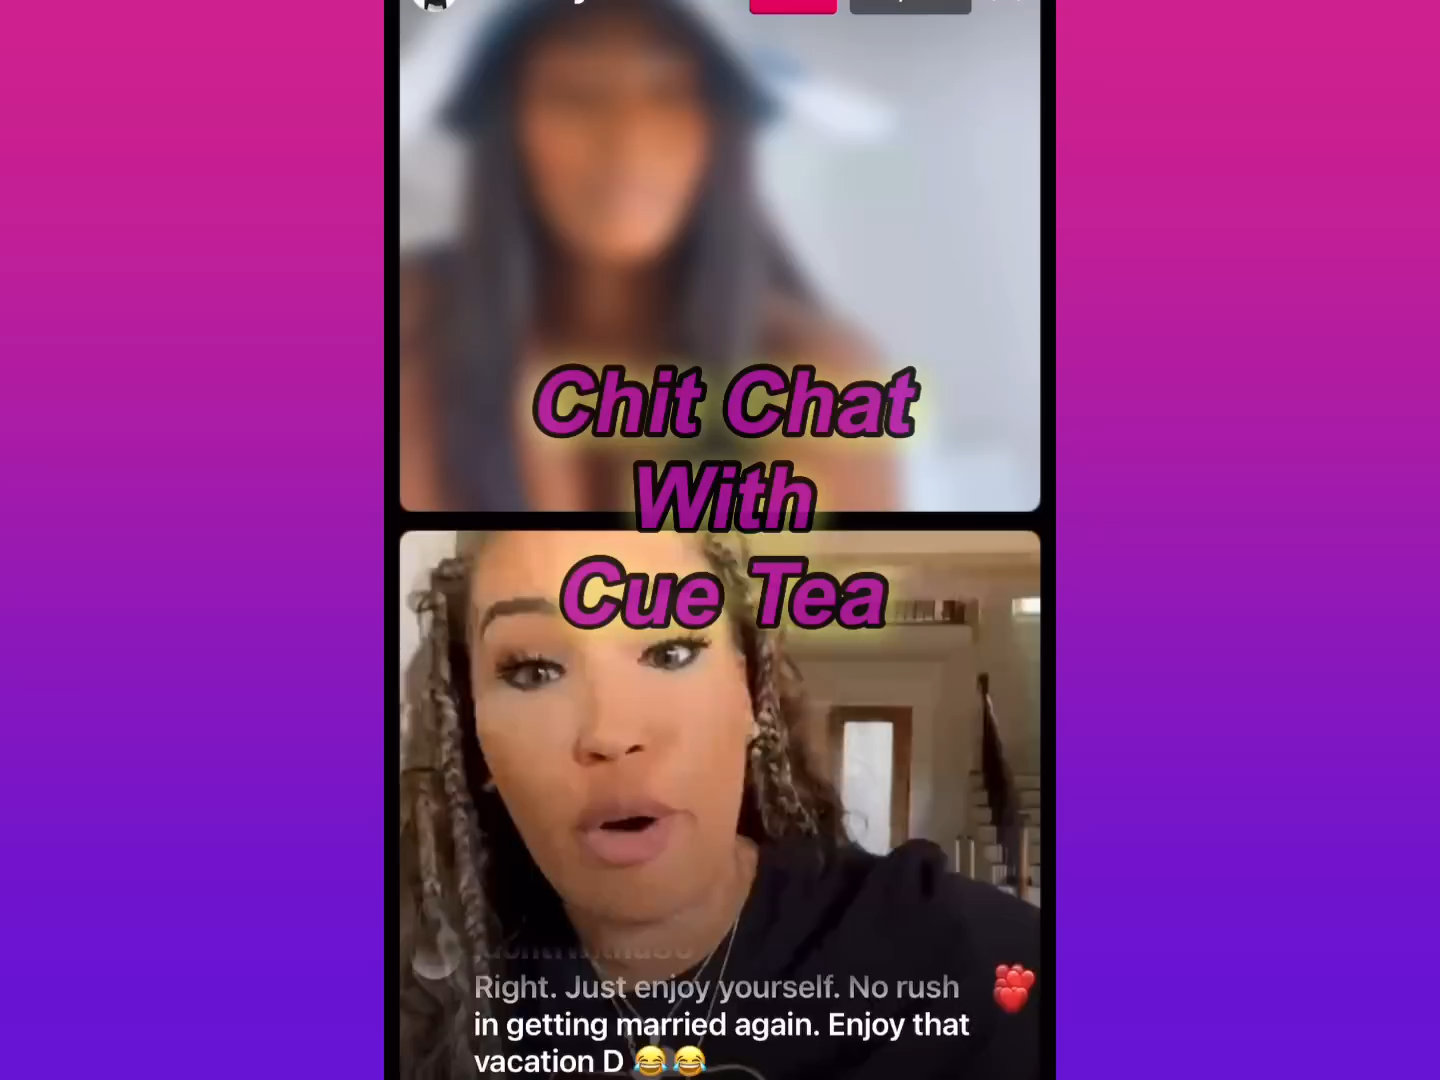 Chit Chat
With
Cue Tea
Right. Just enjoy yourself. No rush
in getting married again. Enjoy that
vacation D 😂😂